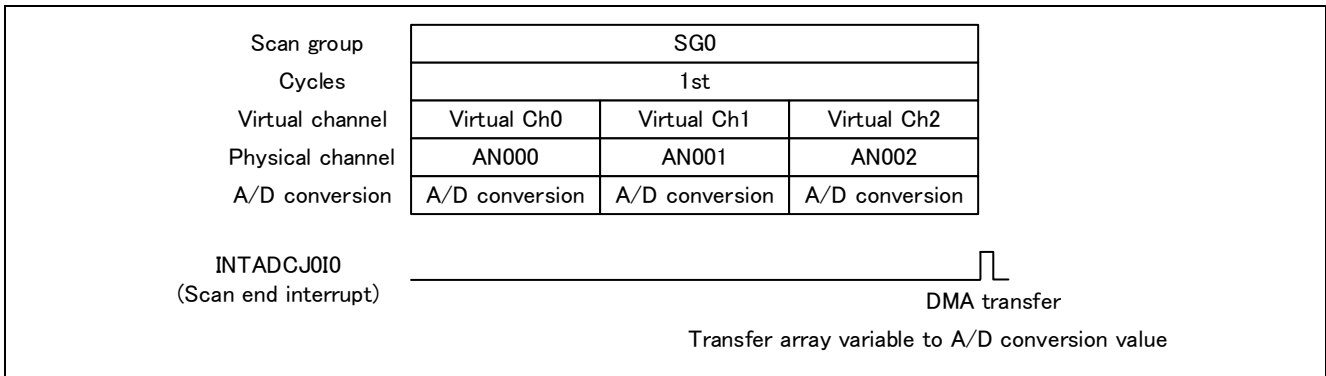 Scan group SG0
Cycles 1st
Virtual channel Virtual Ch0 Virtual Ch1 Virtual Ch2
Physical channel AN000 AN001 AN002
A/D conversion A/D conversion A/D conversion A/D conversion
INTADCJ0I0
(Scan end interrupt)
DMA transfer
Transfer array variable to A/D conversion value